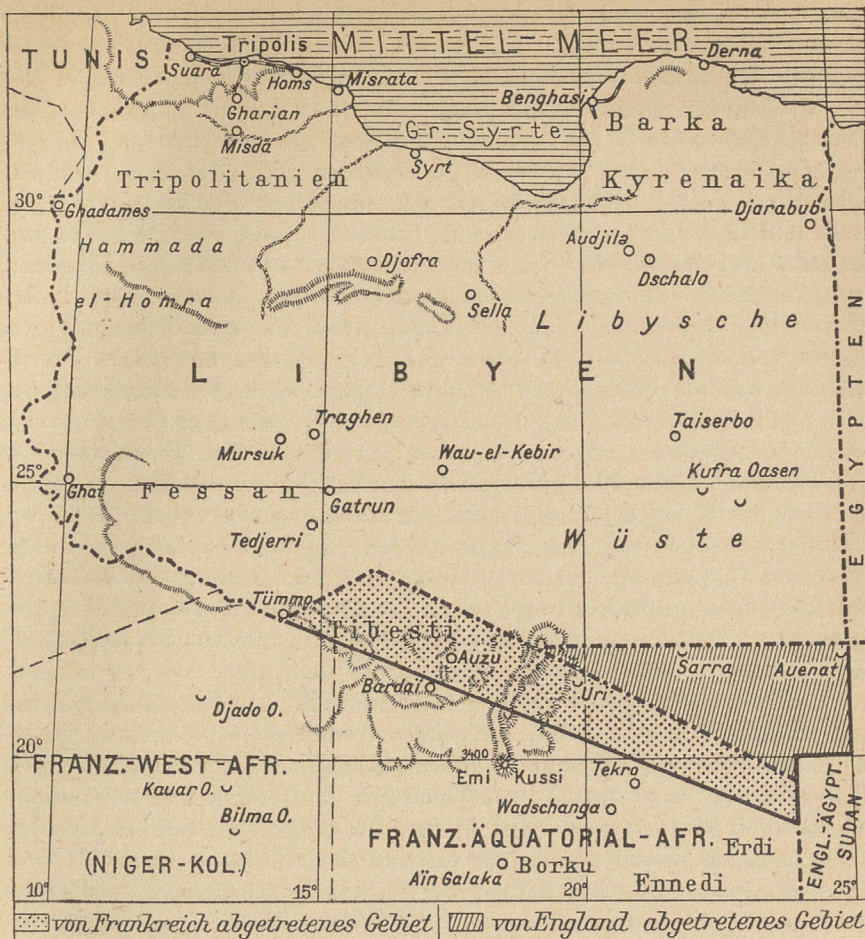 TUNIS
MITTEL-MEER
Tripolis
Suara
Homs
Misrata
Derna
Benghasi
Gharian
Gr. Syrte
Barka
Misda
Syrt
Tripolitanien
Kyrenaika
30°
Ghadames
Djarabub
Hammada
el-Homra
Djofra
Audjila
Dschalo
Sella
Libysche
LIBYEN
EGYPTEN
Traghen
Mursuk
Taiserbo
Wau-el-Kebir
25°
Ghat
Kufra Oasen
Fessan
Gatrun
Tedjerri
Wüste
Tümmo
Tibesti
Auzu
Sarra
Auenat
Bardai
Uri
Djado O.
20°
FRANZ.-WEST-AFR.
3400
Emi Kussi
Tekro
Kauar O.
Bilma O.
Wadschanga
FRANZ.ÄQUATORIAL-AFR.
Erdi
ENGL.-ÄGYPT.
SUDAN
(NIGER-KOL.)
Borku
Aïn Galaka
Ennedi
10°
15°
20°
25°
von Frankreich abgetretenes Gebiet
von England abgetretenes Gebiet